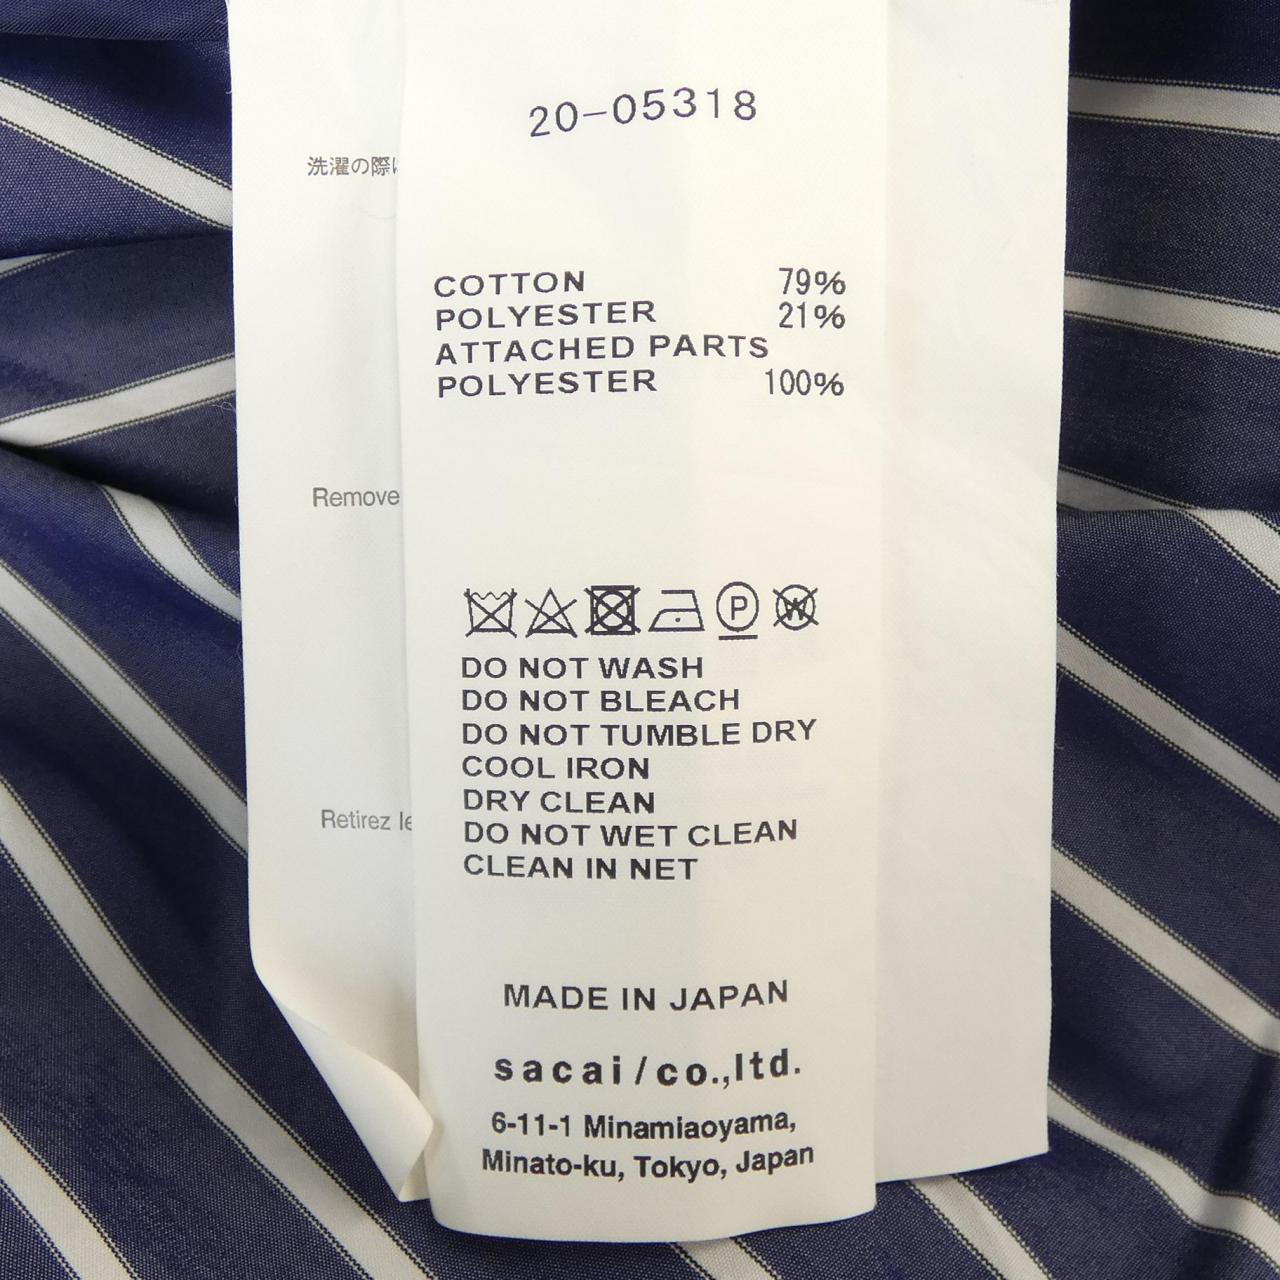 20-05318
洗濯の際に
COTTON 79%
POLYESTER 21%
ATTACHED PARTS
POLYESTER 100%
Remove
P
W
DO NOT WASH
DO NOT BLEACH
DO NOT TUMBLE DRY
COOL IRON
DRY CLEAN
DO NOT WET CLEAN
CLEAN IN NET
Retirez le
MADE IN JAPAN
sacai/co.,ltd.
6-11-1 Minamiaoyama,
Minato-ku, Tokyo, Japan